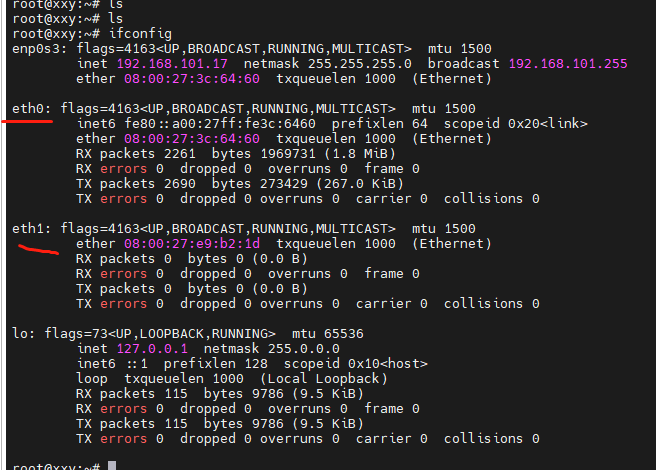 root@xxy:~# ls
root@xxy:~# ls
root@xxy:~# ifconfig
enp0s3: flags=4163<UP,BROADCAST,RUNNING,MULTICAST>  mtu 1500
        inet 192.168.101.17  netmask 255.255.255.0  broadcast 192.168.101.255
        ether 08:00:27:3c:64:60  txqueuelen 1000  (Ethernet)

eth0: flags=4163<UP,BROADCAST,RUNNING,MULTICAST>  mtu 1500
        inet6 fe80::a00:27ff:fe3c:6460  prefixlen 64  scopeid 0x20<link>
        ether 08:00:27:3c:64:60  txqueuelen 1000  (Ethernet)
        RX packets 2261  bytes 1969731 (1.8 MiB)
        RX errors 0  dropped 0  overruns 0  frame 0
        TX packets 2690  bytes 273429 (267.0 KiB)
        TX errors 0  dropped 0 overruns 0  carrier 0  collisions 0

eth1: flags=4163<UP,BROADCAST,RUNNING,MULTICAST>  mtu 1500
        ether 08:00:27:e9:b2:1d  txqueuelen 1000  (Ethernet)
        RX packets 0  bytes 0 (0.0 B)
        RX errors 0  dropped 0  overruns 0  frame 0
        TX packets 0  bytes 0 (0.0 B)
        TX errors 0  dropped 0 overruns 0  carrier 0  collisions 0

lo: flags=73<UP,LOOPBACK,RUNNING>  mtu 65536
        inet 127.0.0.1  netmask 255.0.0.0
        inet6 ::1  prefixlen 128  scopeid 0x10<host>
        loop  txqueuelen 1000  (Local Loopback)
        RX packets 115  bytes 9786 (9.5 KiB)
        RX errors 0  dropped 0  overruns 0  frame 0
        TX packets 115  bytes 9786 (9.5 KiB)
        TX errors 0  dropped 0 overruns 0  carrier 0  collisions 0

root@xxy:~#